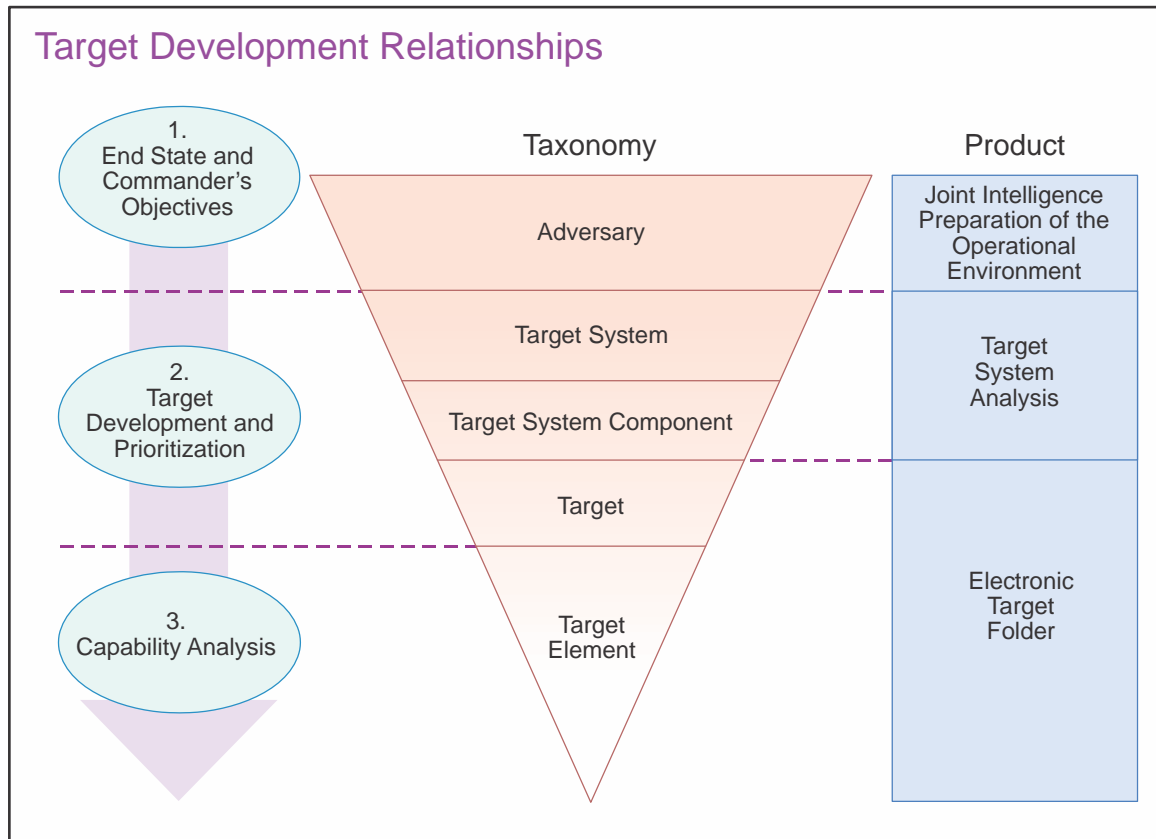 Target Development Relationships
1.
End State and
Commander's
Objectives
2.
Target
Development and
Prioritization
3.
Capability Analysis
Taxonomy
Adversary
Target System
Target System Component
Target
Target
Element
Product
Joint Intelligence
Preparation of the
Operational
Environment
Target
System
Analysis
Electronic
Target
Folder